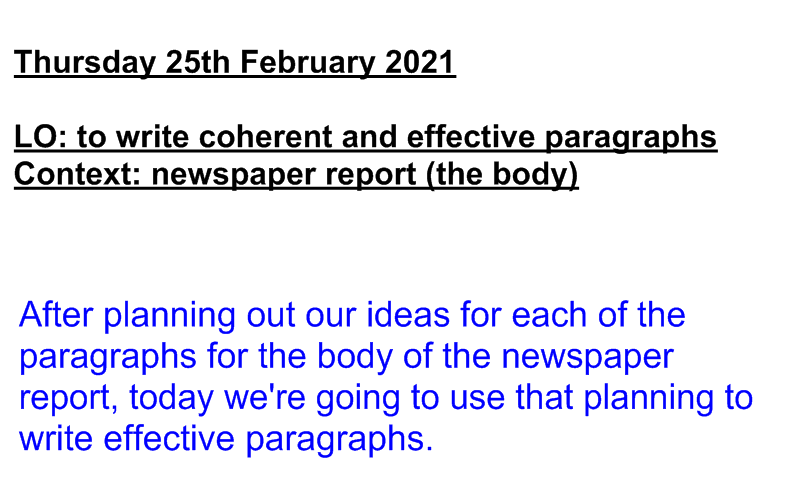 Thursday 25th February 2021
LO: to write coherent and effective paragraphs
Context: newspaper report (the body)
After planning out our ideas for each of the
paragraphs for the body of the newspaper
report, today we're going to use that planning to
write effective paragraphs.